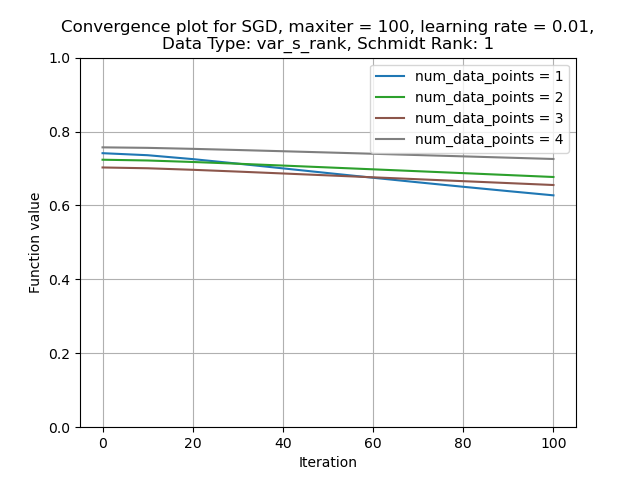 Convergence plot for SGD, maxiter = 100, learning rate = 0.01,
Data Type: var_s_rank, Schmidt Rank: 1
num_data_points = 1
num_data_points = 2
num_data_points = 3
num_data_points = 4
Function value
1.0
0.8
0.6
0.4
0.2
0.0
0 20 40 60 80 100
Iteration